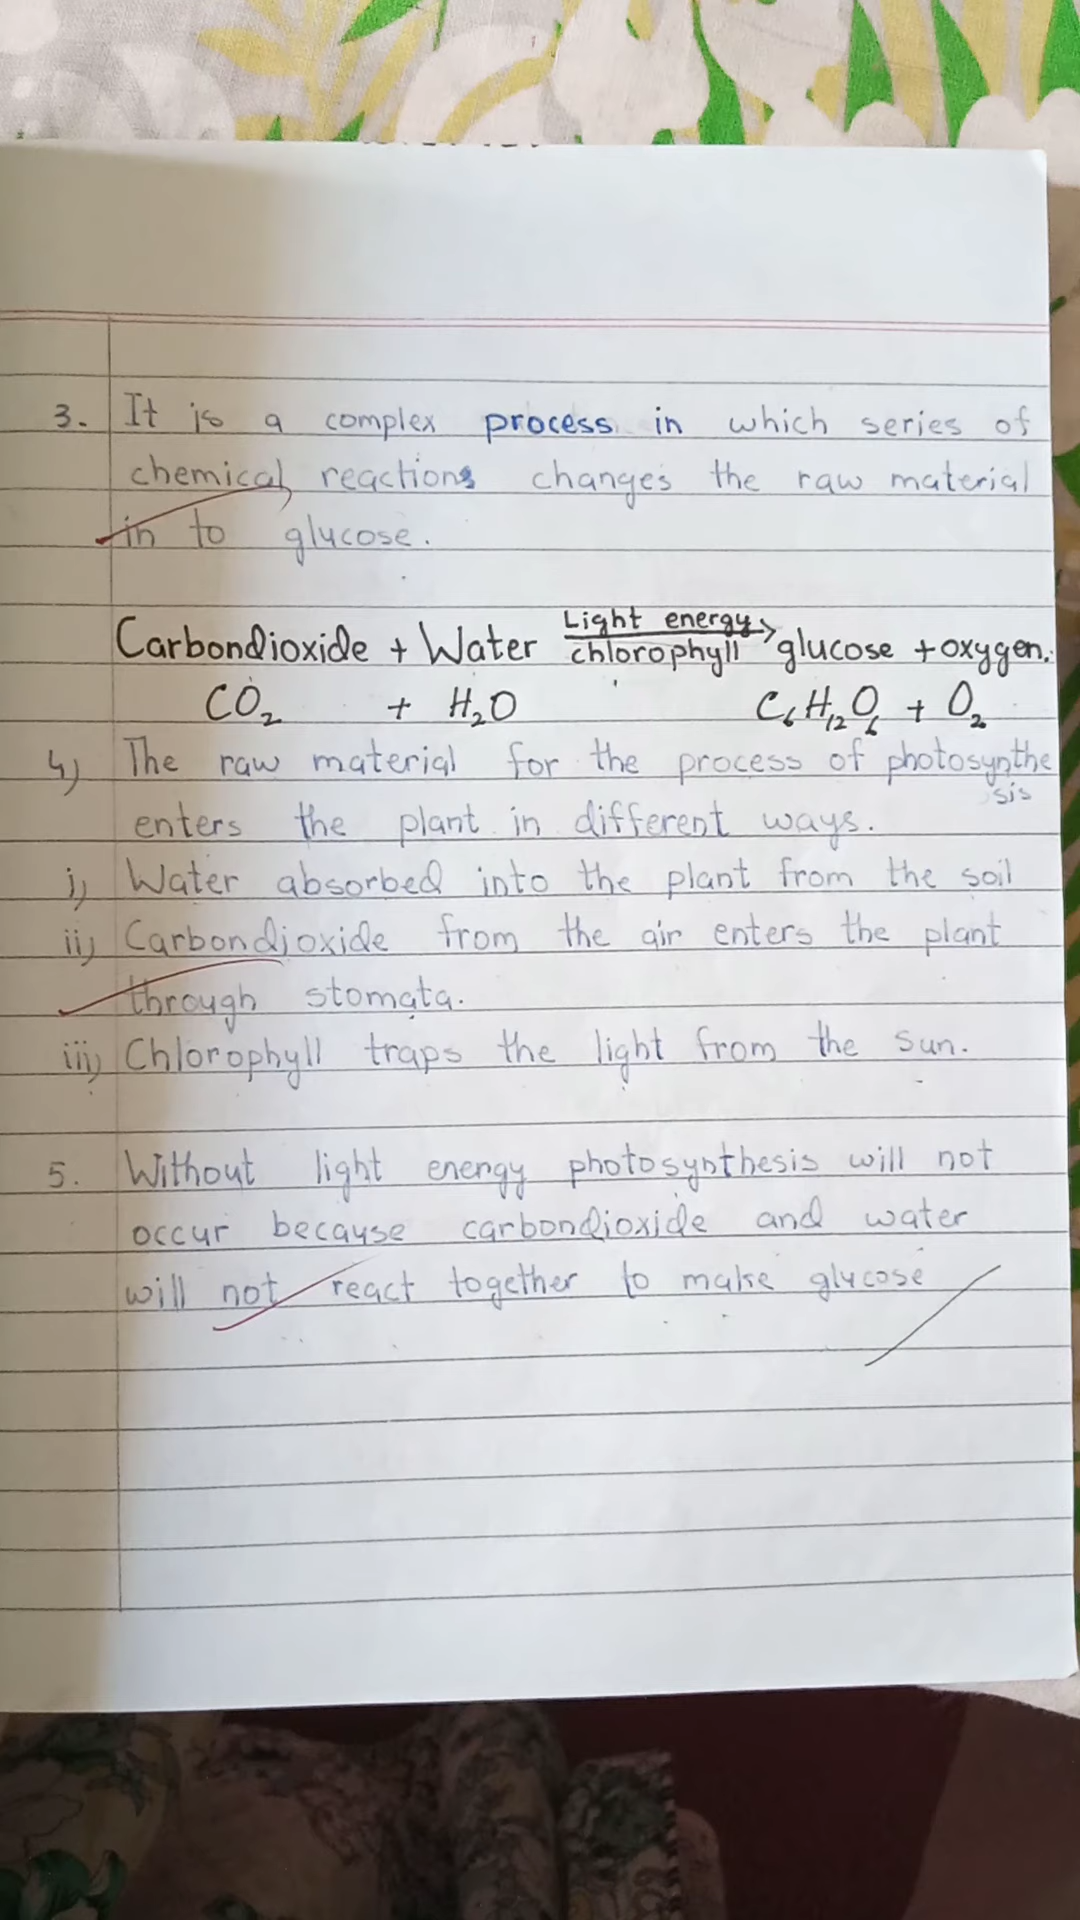 3. It is a complex process in which series of
chemical reactions changes the raw material
in to glucose.
Carbondioxide + Water Light energy → glucose + oxygen.
chlorophyll
CO₂ + H₂O C₆H₁₂O₆ + O₂
4) The raw material for the process of photosynthe
sis
enters the plant in different ways.
i) Water absorbed into the plant from the soil
ii) Carbondioxide from the air enters the plant
through stomata.
iii) Chlorophyll traps the light from the sun.
5. Without light energy photosynthesis will not
occur because carbondioxide and water
will not react together to make glucose